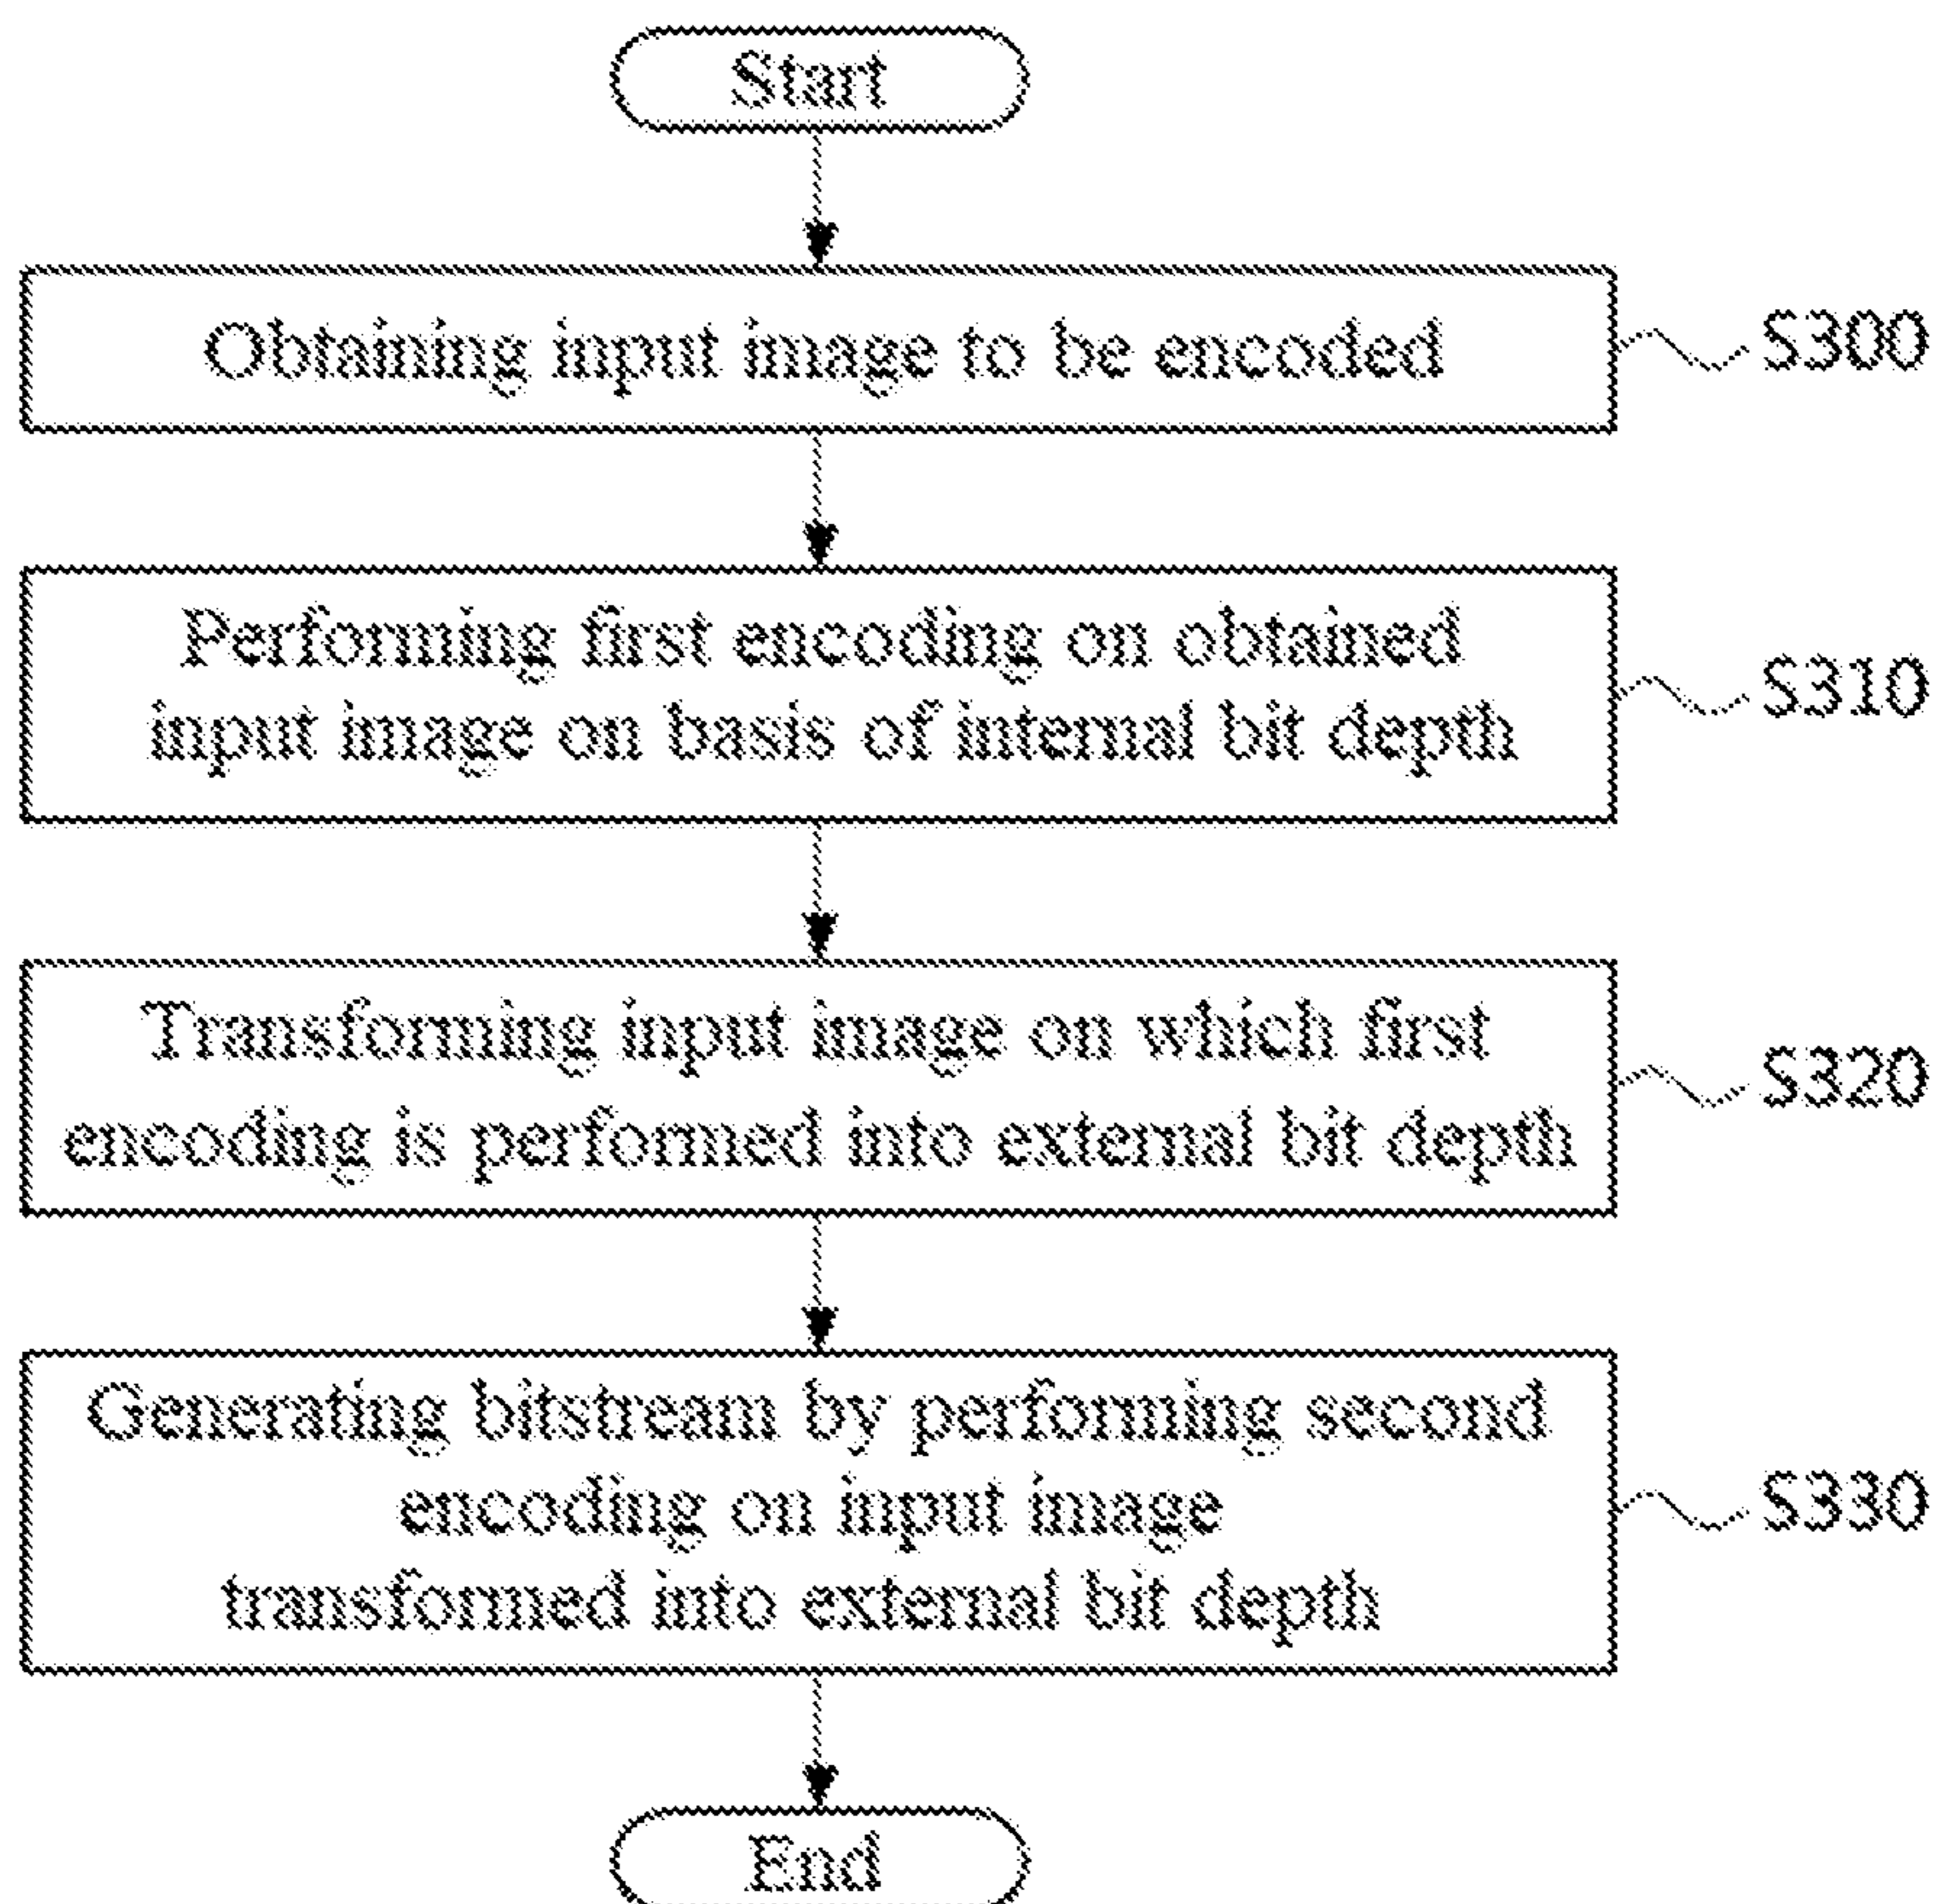 Start
Obtaining input image to be encoded
S300
Performing first encoding on obtained
input image on basis of internal bit depth
S310
Transforming input image on which first
encoding is performed into external bit depth
S320
Generating bitstream by performing second
encoding on input image
transformed into external bit depth
S330
End